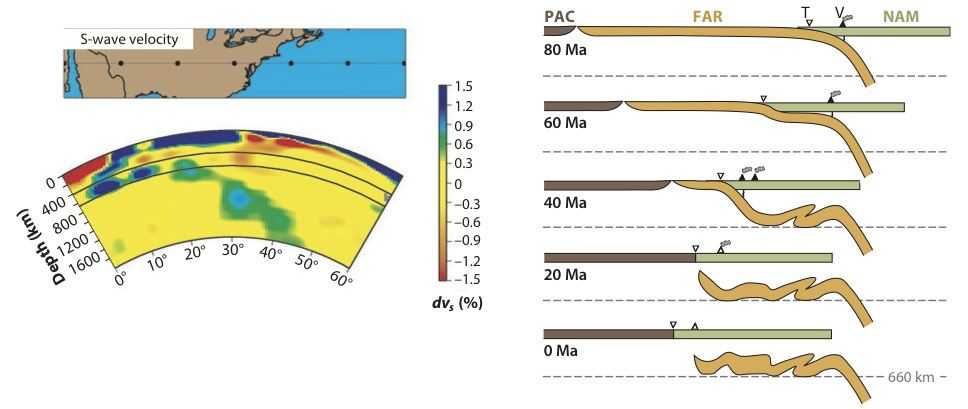 S-wave velocity
0
400
800
1200
1600
Depth (km)
0°
10°
20°
30°
40°
50°
60°
1.5
1.2
0.9
0.6
0.3
0
−0.3
−0.6
−0.9
−1.2
−1.5
dvs (%)
PAC FAR T V NAM
80 Ma
60 Ma
40 Ma
20 Ma
0 Ma
660 km